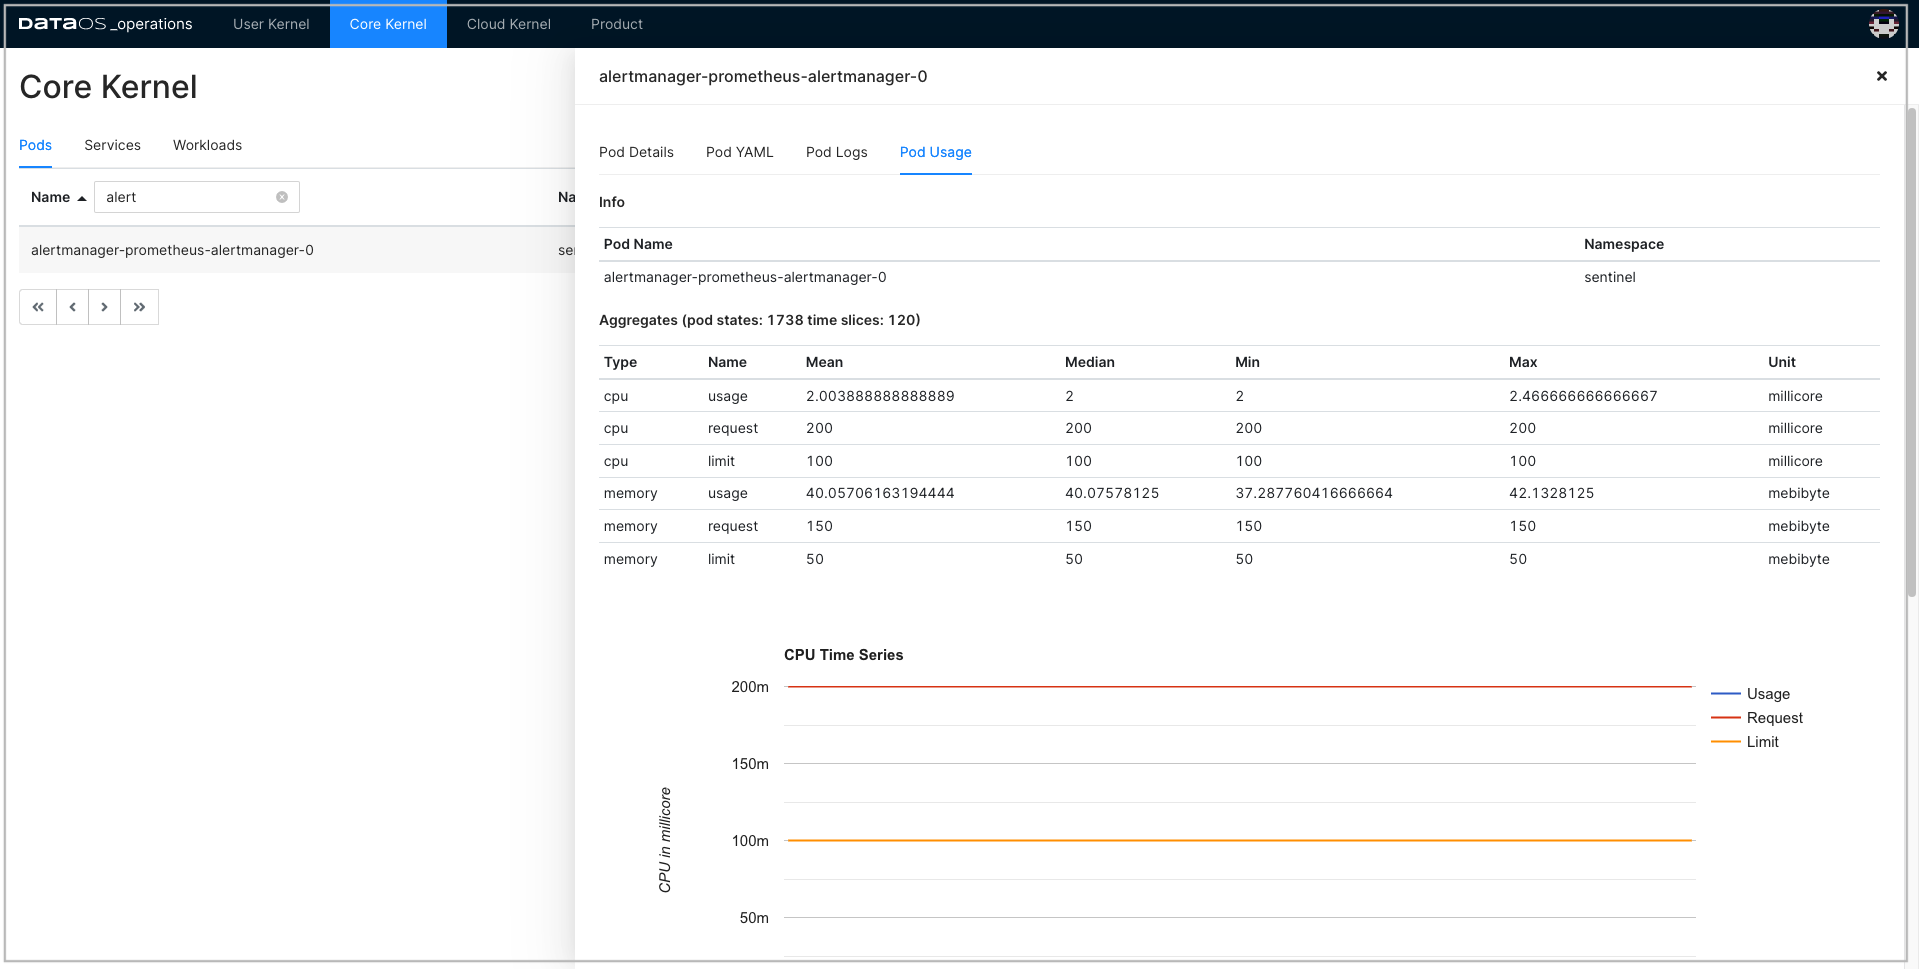 DATAOS_operations User Kernel Core Kernel Cloud Kernel Product
Core Kernel
Pods Services Workloads
Name alert Na
alertmanager-prometheus-alertmanager-0 se
alertmanager-prometheus-alertmanager-0
Pod Details Pod YAML Pod Logs Pod Usage
Info
Pod Name Namespace
alertmanager-prometheus-alertmanager-0 sentinel
Aggregates (pod states: 1738 time slices: 120)
Type Name Mean Median Min Max Unit
cpu usage 2.003888888888889 2 2 2.466666666666667 millicore
cpu request 200 200 200 200 millicore
cpu limit 100 100 100 100 millicore
memory usage 40.05706163194444 40.07578125 37.287760416666664 42.1328125 mebibyte
memory request 150 150 150 150 mebibyte
memory limit 50 50 50 50 mebibyte
CPU Time Series
200m
150m
100m
50m
CPU in millicore
Usage
Request
Limit